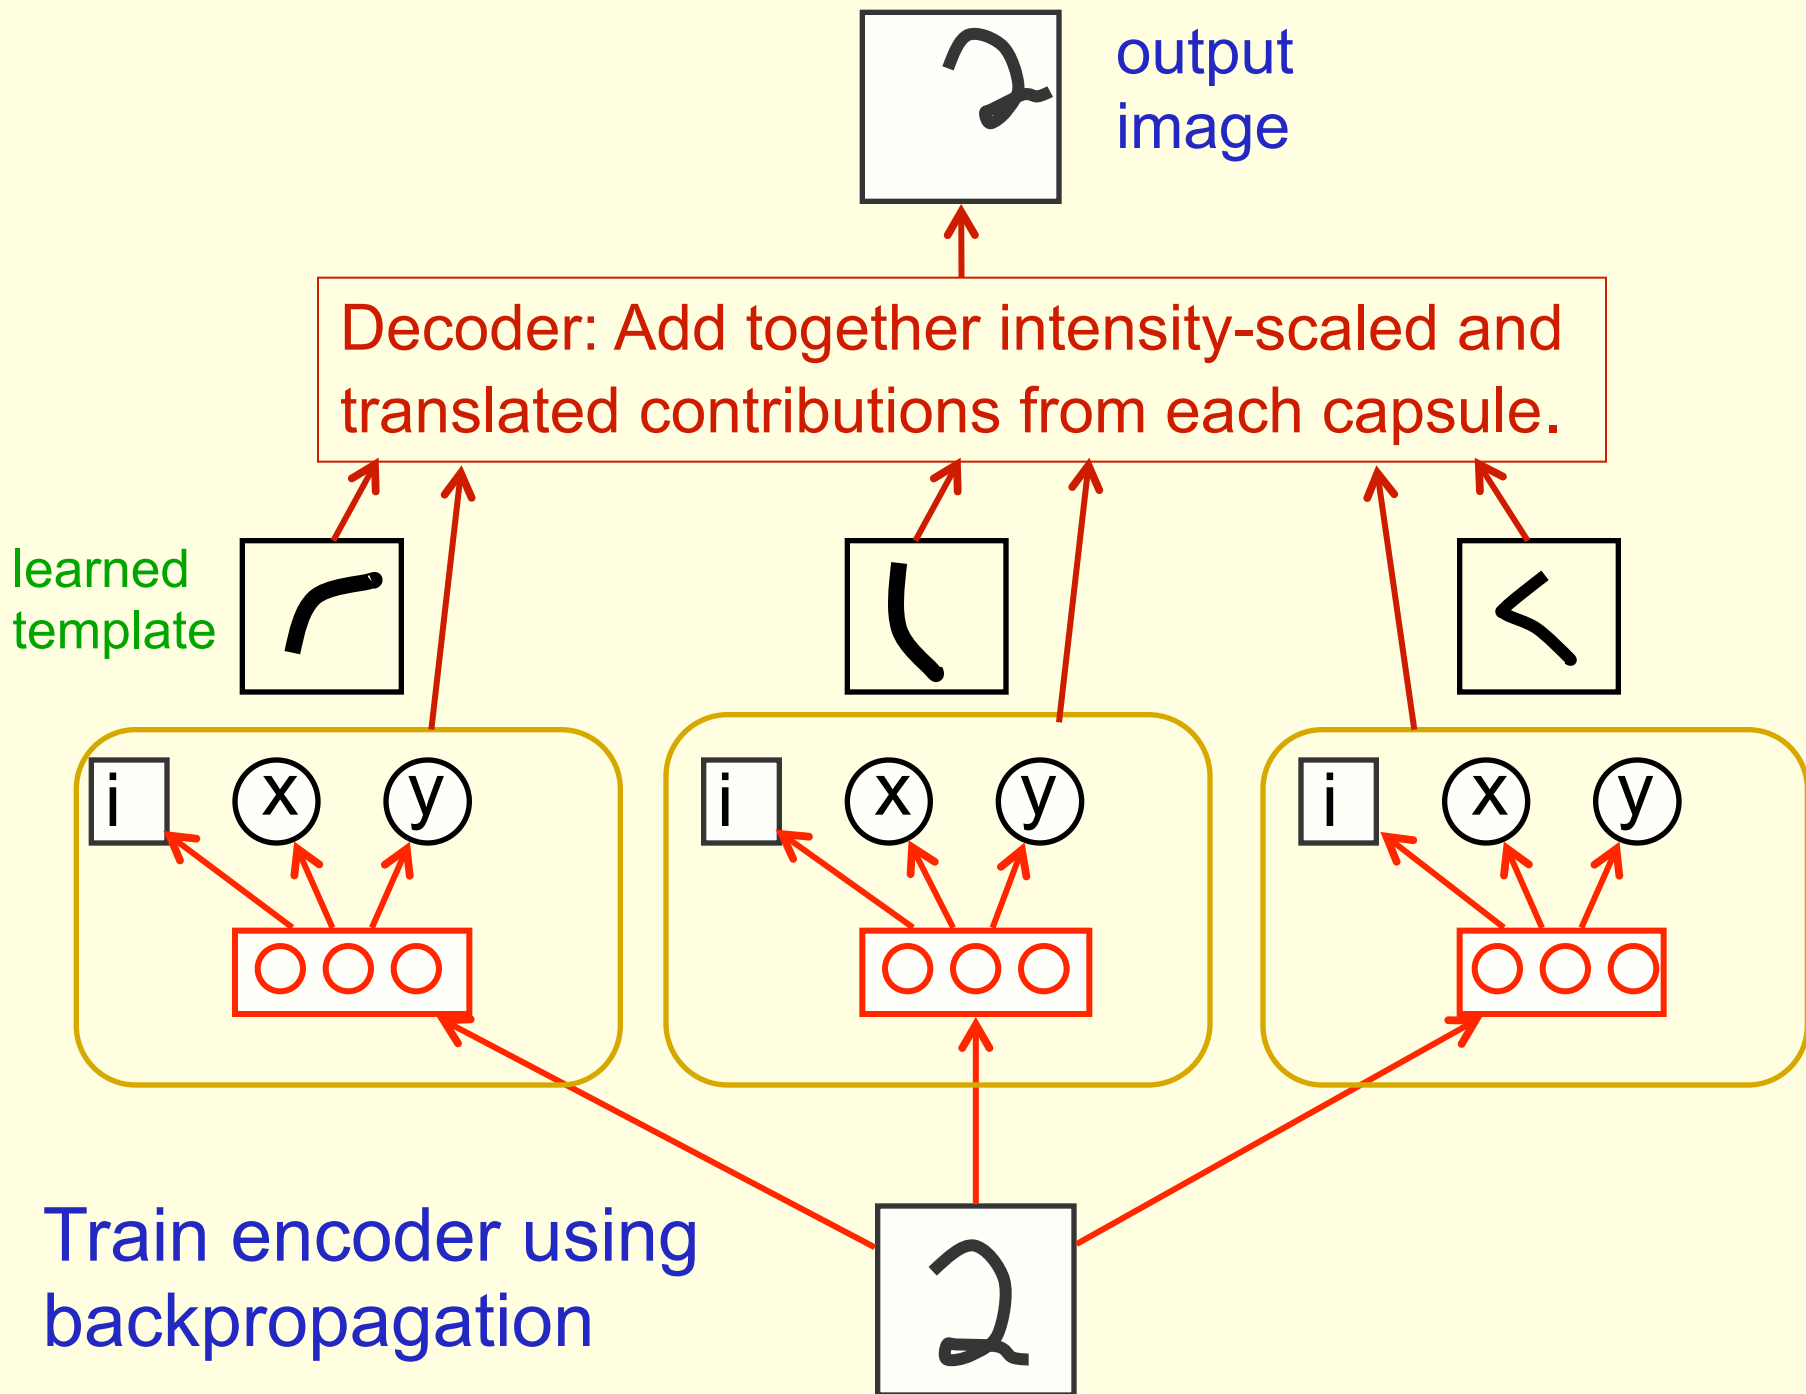 output
image
Decoder: Add together intensity-scaled and
translated contributions from each capsule.
learned
template
i x y i x y i x y
Train encoder using
backpropagation
2